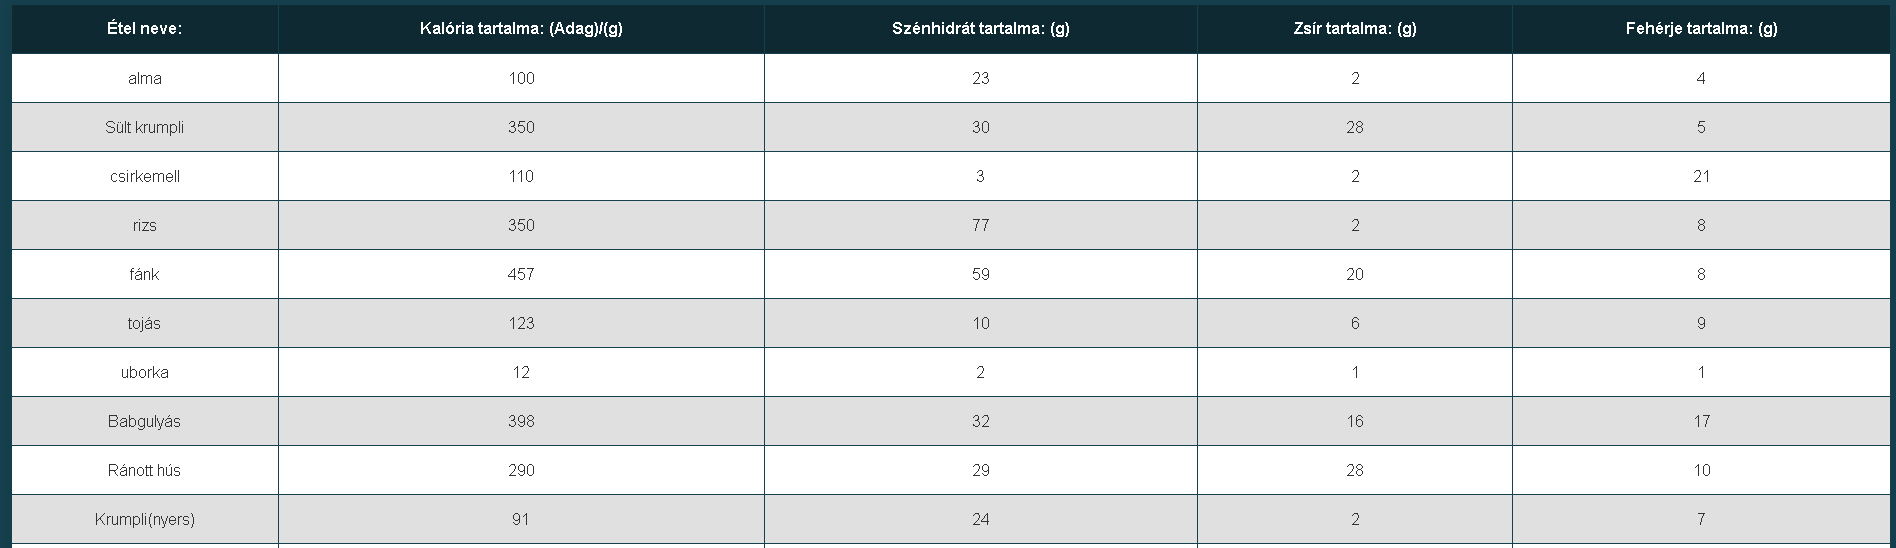 Étel neve: Kalória tartalma: (Adag)/(g) Szénhidrát tartalma: (g) Zsír tartalma: (g) Fehérje tartalma: (g)
alma 100 23 2 4
Sült krumpli 350 30 28 5
csirkemell 110 3 2 21
rizs 350 77 2 8
fánk 457 59 20 8
tojás 123 10 6 9
uborka 12 2 1 1
Babgulyás 398 32 16 17
Ránott hús 290 29 28 10
Krumpli(nyers) 91 24 2 7